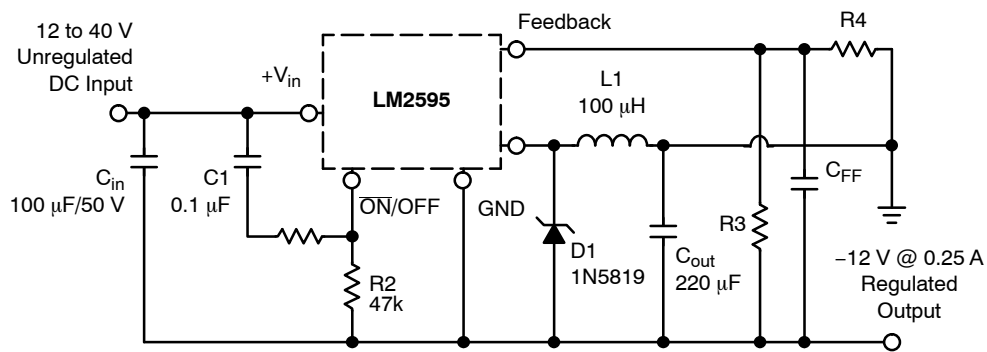 12 to 40 V
Unregulated
DC Input
+Vin
LM2595
Feedback
R4
L1
100 µH
Cin
100 µF/50 V
C1
0.1 µF
ON/OFF
GND
R2
47k
D1
1N5819
Cout
220 µF
R3
CFF
−12 V @ 0.25 A
Regulated
Output